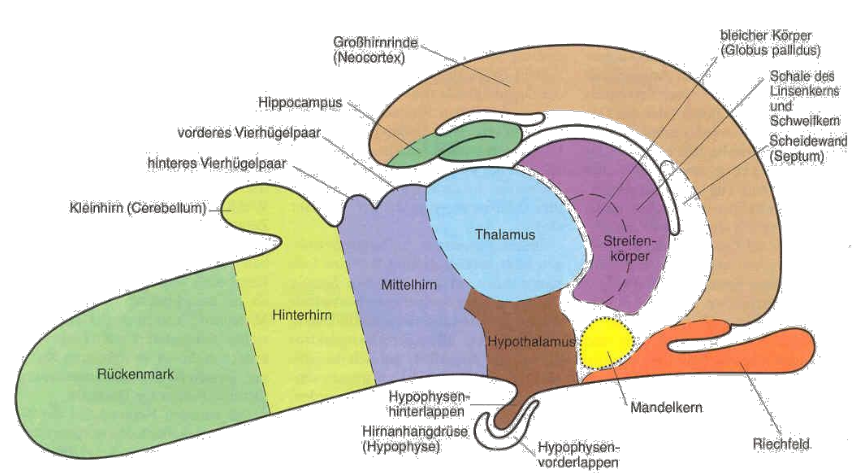 Großhirnrinde
(Neocortex)
bleicher Körper
(Globus pallidus)
Schale des
Linsenkerns
und
Schweifkern
Scheidewand
(Septum)
Hippocampus
vorderes Vierhügelpaar
hinteres Vierhügelpaar
Kleinhirn (Cerebellum)
Thalamus
Streifen-
körper
Mittelhirn
Hinterhirn
Hypothalamus
Rückenmark
Hypophysen-
hinterlappen
Hirnanhangdrüse
(Hypophyse)
Hypophysen-
vorderlappen
Mandelkern
Riechfeld